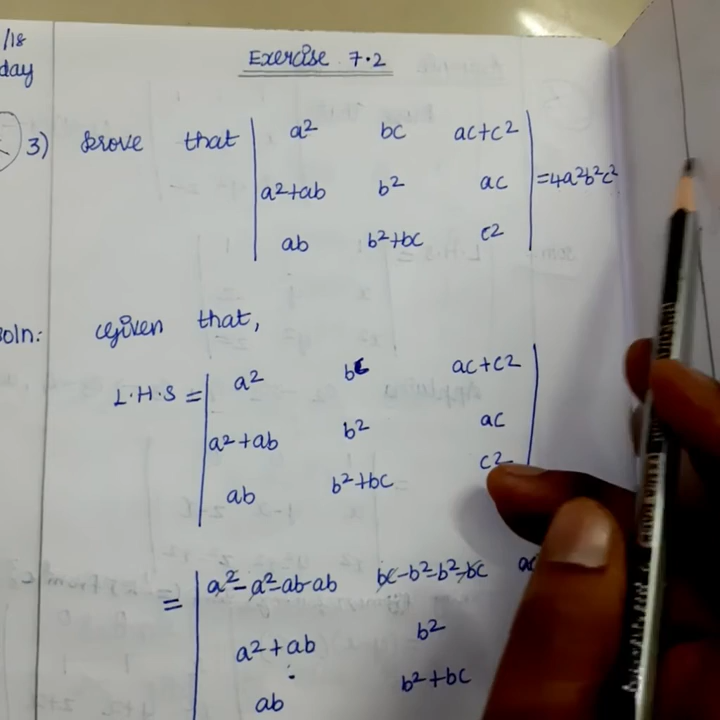 /18
day
Exercise 7.2
3) prove that | a² bc ac+c² |
| a²+ab b² ac | =4a²b²c²
| ab b²+bc c² |
soln: Given that,
L.H.S = | a² bc ac+c² |
| a²+ab b² ac |
| ab b²+bc c² |
= | a²-a²-ab-ab bc-b²-b²-bc ac
| a²+ab b²
| ab b²+bc